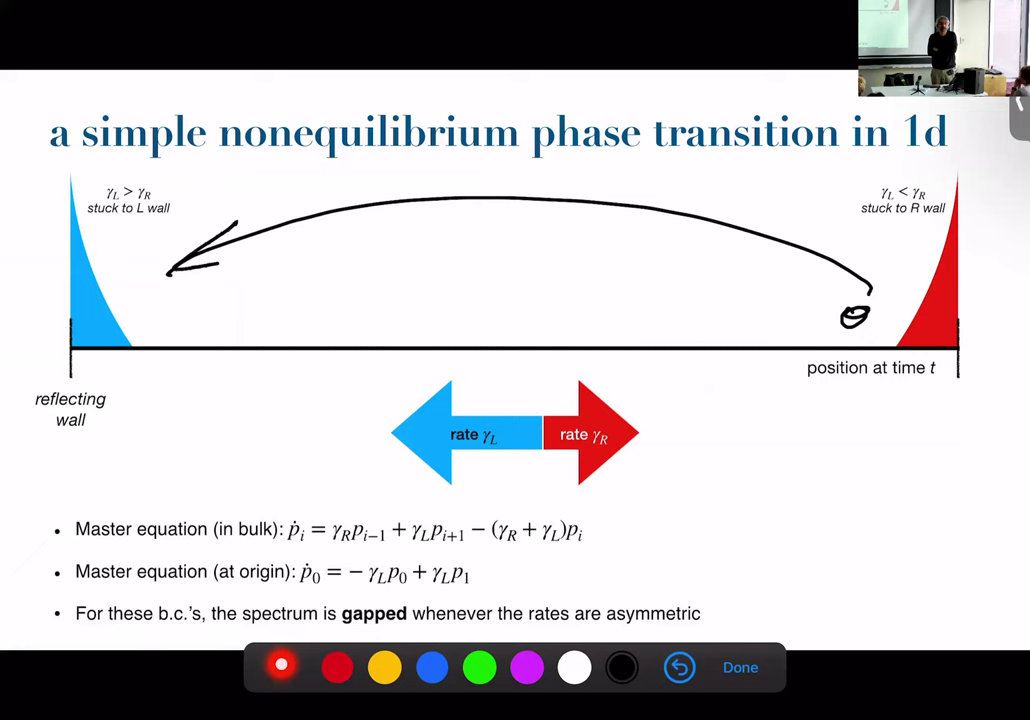 a simple nonequilibrium phase transition in 1d
γ_L > γ_R
stuck to L wall
γ_L < γ_R
stuck to R wall
position at time t
reflecting
wall
rate γ_L
rate γ_R
• Master equation (in bulk): ṗ_i = γ_R p_{i−1} + γ_L p_{i+1} − (γ_R + γ_L)p_i
• Master equation (at origin): ṗ_0 = − γ_L p_0 + γ_L p_1
• For these b.c.'s, the spectrum is gapped whenever the rates are asymmetric
Done